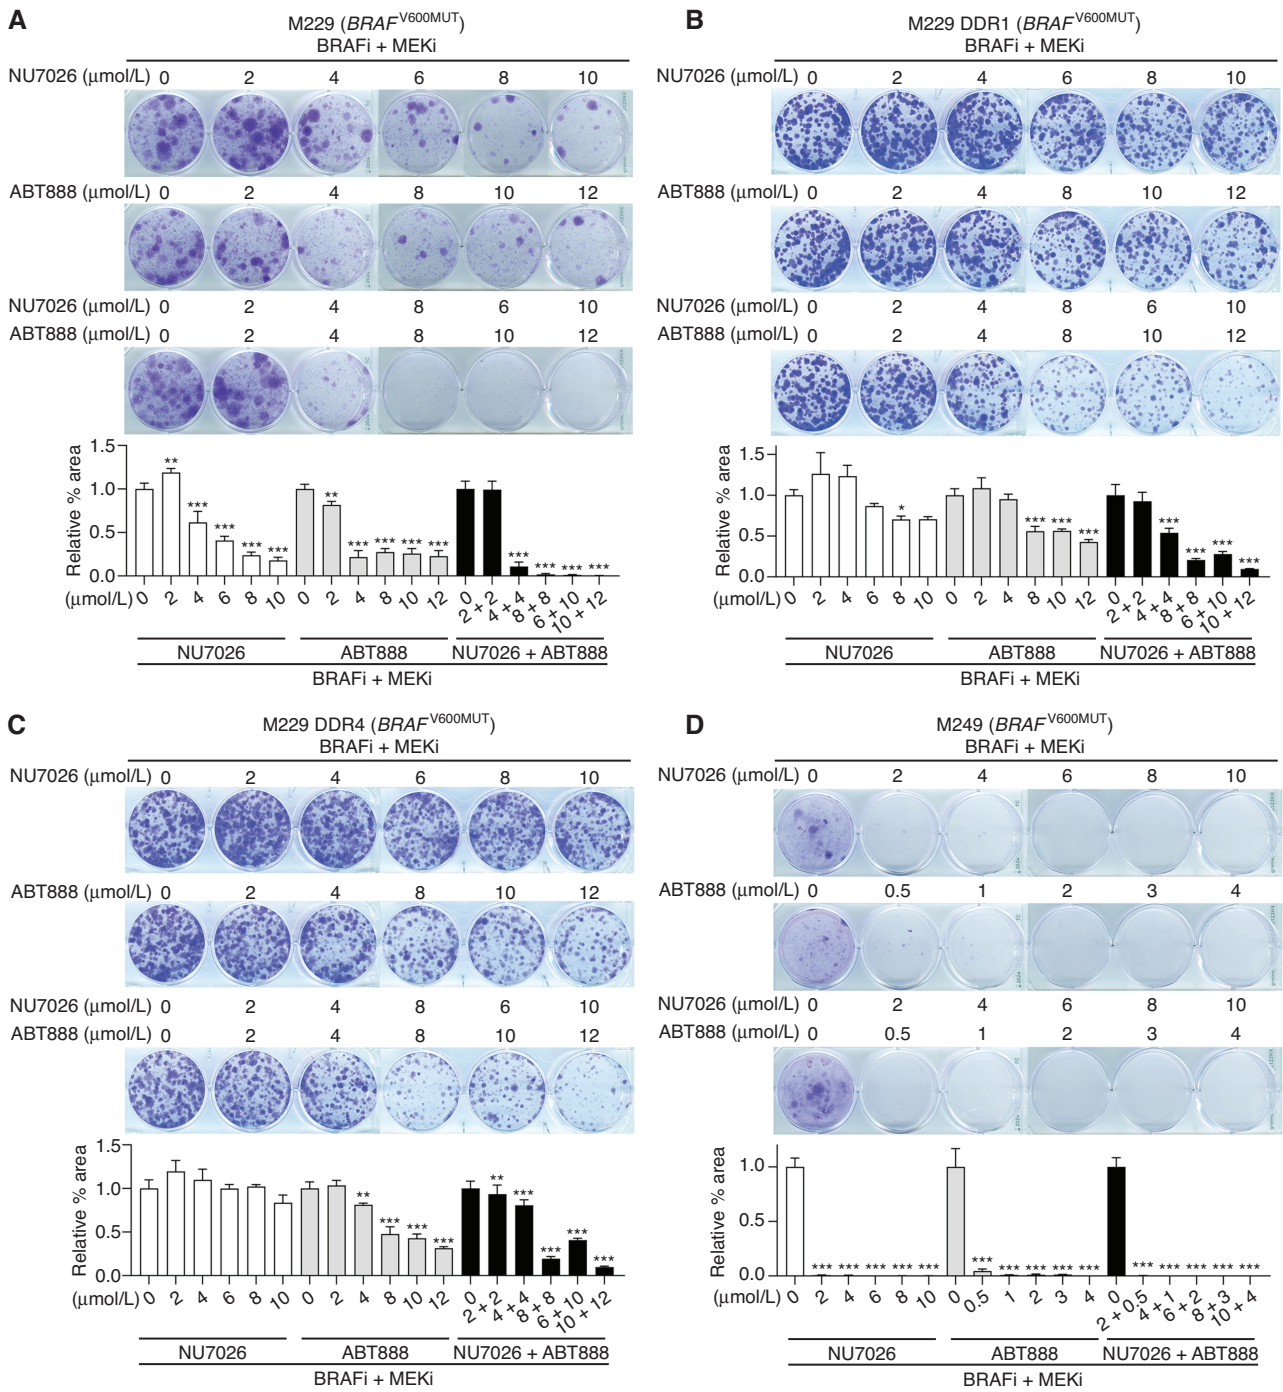 A
M229 (BRAF V600MUT)
BRAFi + MEKi
NU7026 (μmol/L) 0 2 4 6 8 10
ABT888 (μmol/L) 0 2 4 8 10 12
NU7026 (μmol/L) 0 2 4 8 6 10
ABT888 (μmol/L) 0 2 4 8 10 12
Relative % area
1.5
1.0
0.5
0.0
** *** *** *** *** ** *** *** *** *** *** *** *** ***
(μmol/L) 0 2 4 6 8 10 0 2 4 8 10 12 0 2 + 2 4 + 4 8 + 8 6 + 10 10 + 12
NU7026 ABT888 NU7026 + ABT888
BRAFi + MEKi
B
M229 DDR1 (BRAF V600MUT)
BRAFi + MEKi
NU7026 (μmol/L) 0 2 4 6 8 10
ABT888 (μmol/L) 0 2 4 8 10 12
NU7026 (μmol/L) 0 2 4 8 6 10
ABT888 (μmol/L) 0 2 4 8 10 12
Relative % area
1.5
1.0
0.5
0.0
* *** *** *** *** *** *** ***
(μmol/L) 0 2 4 6 8 10 0 2 4 8 10 12 0 2 + 2 4 + 4 8 + 8 6 + 10 10 + 12
NU7026 ABT888 NU7026 + ABT888
BRAFi + MEKi
C
M229 DDR4 (BRAF V600MUT)
BRAFi + MEKi
NU7026 (μmol/L) 0 2 4 6 8 10
ABT888 (μmol/L) 0 2 4 8 10 12
NU7026 (μmol/L) 0 2 4 8 6 10
ABT888 (μmol/L) 0 2 4 8 10 12
Relative % area
1.5
1.0
0.5
0.0
** *** *** *** ** *** *** *** ***
(μmol/L) 0 2 4 6 8 10 0 2 4 8 10 12 0 2 + 2 4 + 4 8 + 8 6 + 10 10 + 12
NU7026 ABT888 NU7026 + ABT888
BRAFi + MEKi
D
M249 (BRAF V600MUT)
BRAFi + MEKi
NU7026 (μmol/L) 0 2 4 6 8 10
ABT888 (μmol/L) 0 0.5 1 2 3 4
NU7026 (μmol/L) 0 2 4 6 8 10
ABT888 (μmol/L) 0 0.5 1 2 3 4
Relative % area
1.0
0.5
0.0
*** *** *** *** *** *** *** *** *** *** *** *** *** *** ***
(μmol/L) 0 2 4 6 8 10 0 0.5 1 2 3 4 0 2 + 0.5 4 + 1 6 + 2 8 + 3 10 + 4
NU7026 ABT888 NU7026 + ABT888
BRAFi + MEKi